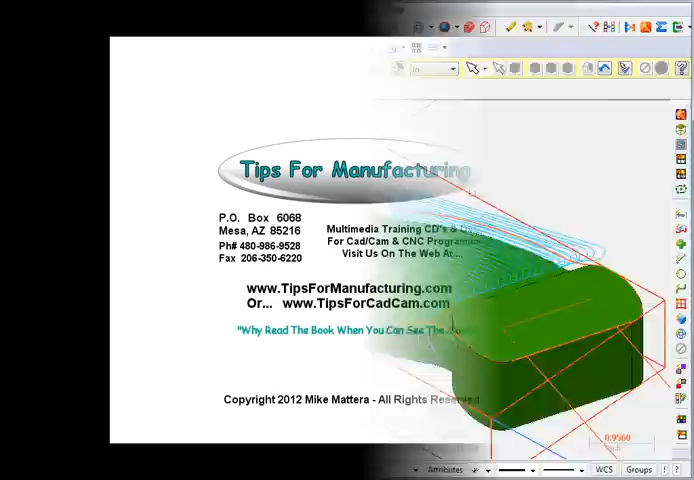 In
Tips For Manufacturing
P.O. Box 6068
Mesa, AZ 85216
Ph# 480-986-9528
Fax 206-350-6220
Multimedia Training CD's &
For Cad/Cam & CNC
Visit Us On The Web At...
www.TipsForManufacturing.com
Or... www.TipsForCadCam.com
"Why Read The Book When You Can See The
Copyright 2012 Mike Mattera - All Rights Reserved
0.9560
Inch
Attributes
WCS
Groups
! ?